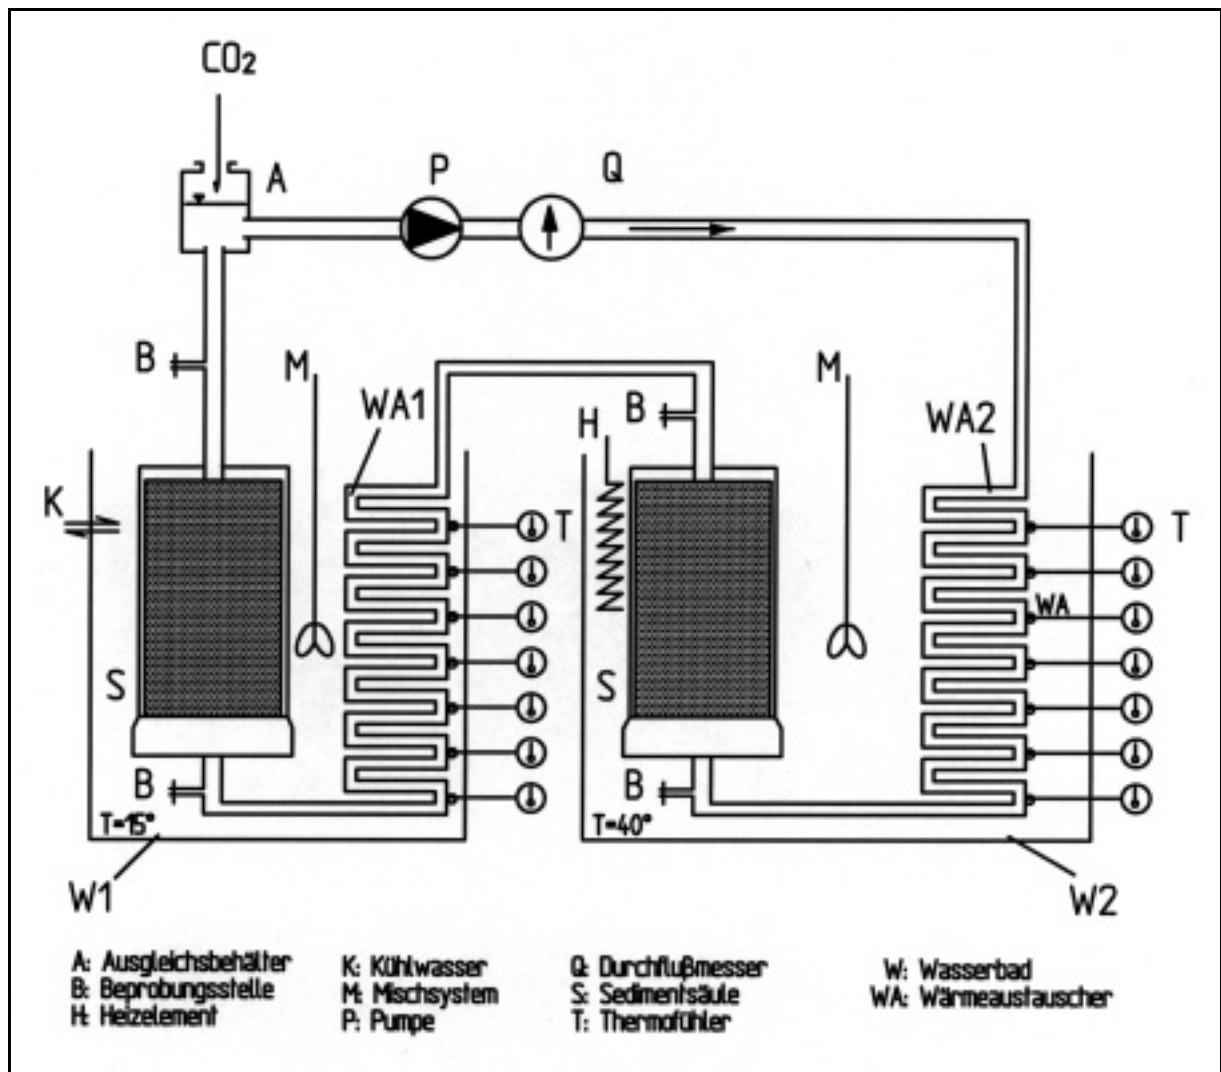 CO₂
A
P
Q
B
M
M
WA1
B
WA2
H
K
T
T
WA
S
S
B
B
T=15°
T=40°
W1
W2
A: Ausgleichsbehälter
B: Beprobungsstelle
H: Heizelement
K: Kühlwasser
M: Mischsystem
P: Pumpe
Q: Durchflußmesser
S: Sedimentsäule
T: Thermofühler
W: Wasserbad
WA: Wärmeaustauscher